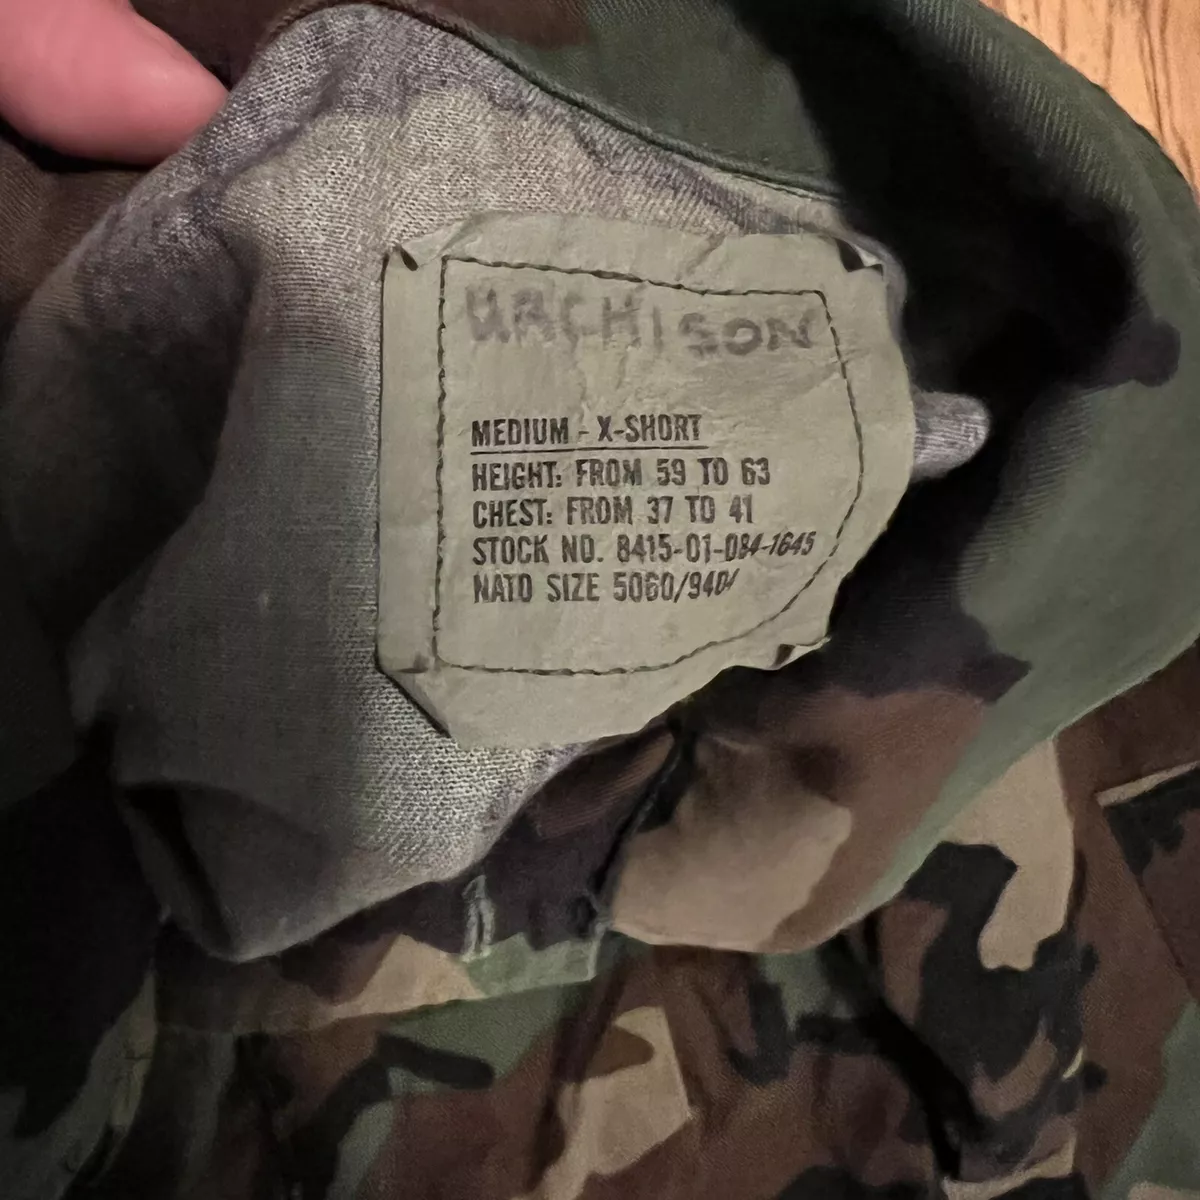 URCHISON
MEDIUM - X-SHORT
HEIGHT: FROM 59 TO 63
CHEST: FROM 37 TO 41
STOCK NO. 8415-01-084-1645
NATO SIZE 5060/9404